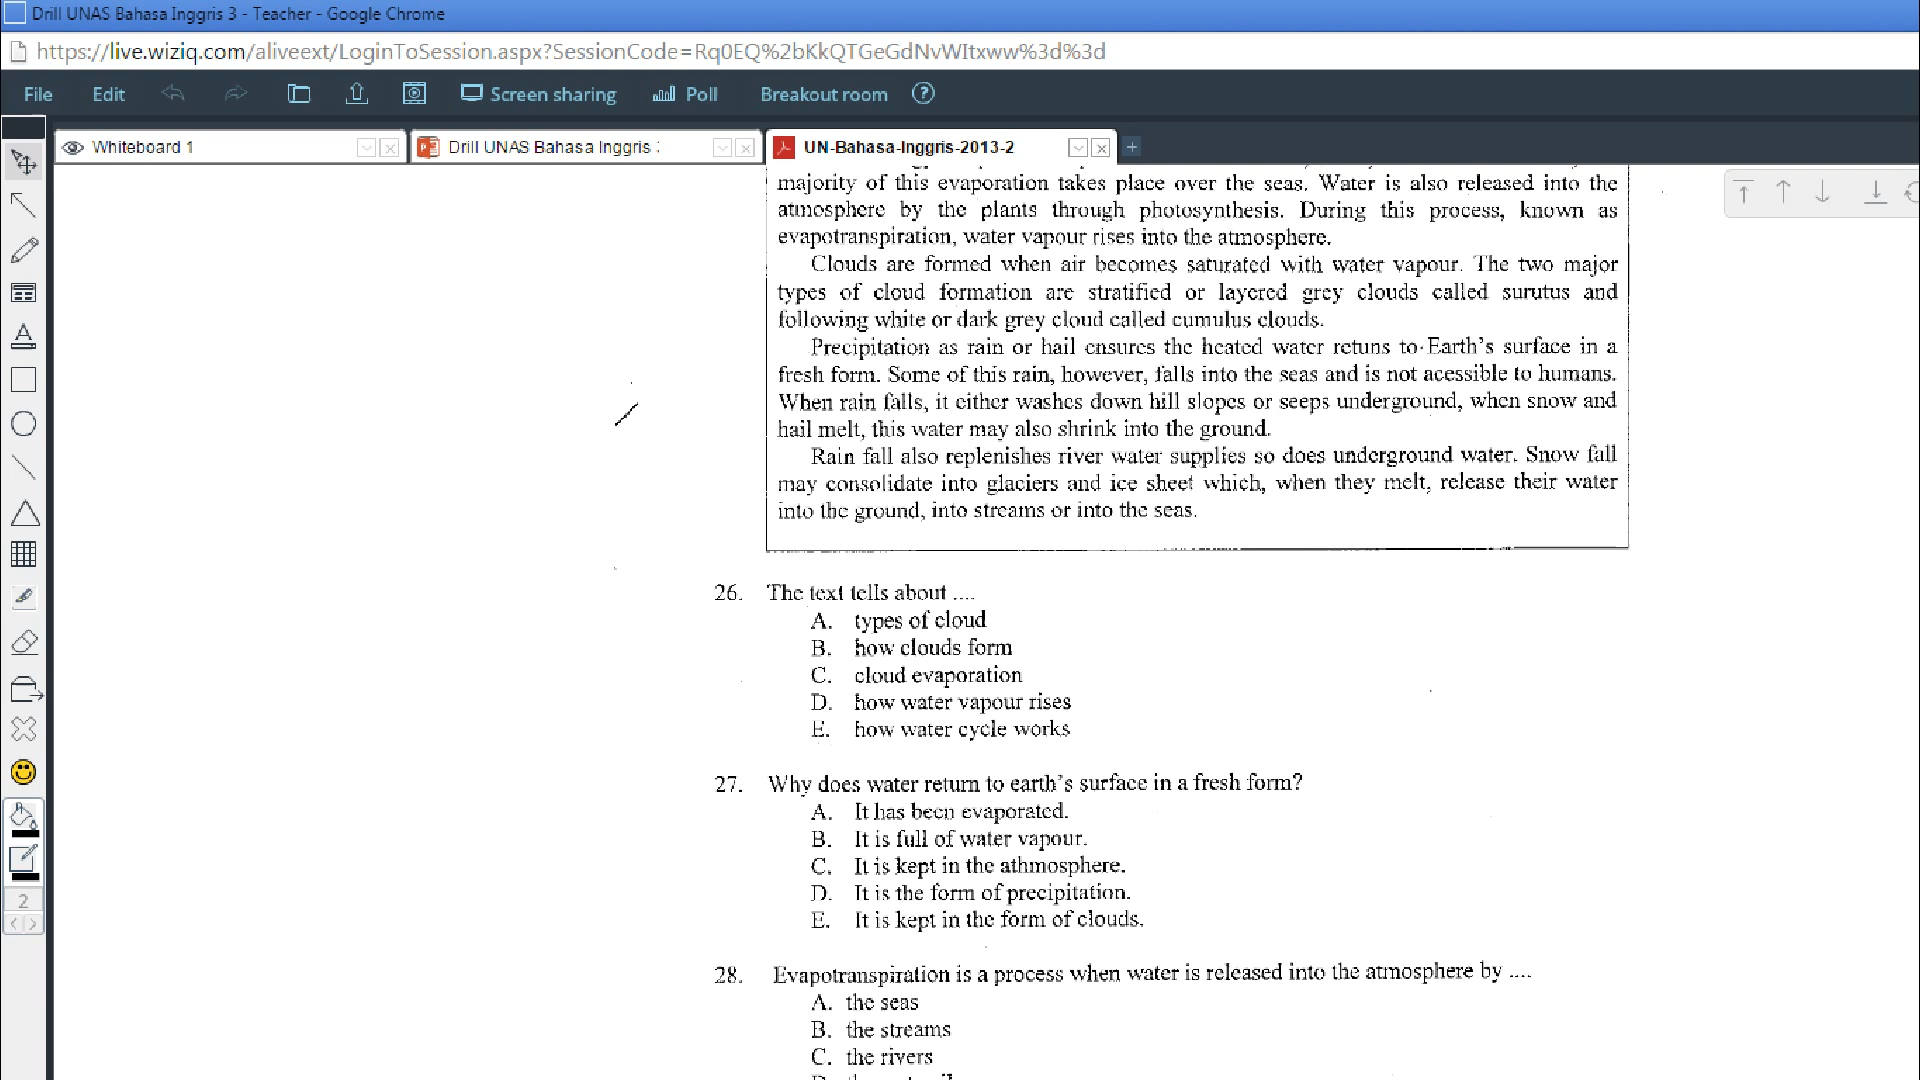 Drill UNAS Bahasa Inggris 3 - Teacher - Google Chrome
https://live.wiziq.com/aliveext/LoginToSession.aspx?SessionCode=Rq0EQ%2bKkQTGeGdNvWItxww%3d%3d
File Edit Screen sharing Poll Breakout room ?
Whiteboard 1 Drill UNAS Bahasa Inggris UN-Bahasa-Inggris-2013-2 +
majority of this evaporation takes place over the seas. Water is also released into the
atmosphere by the plants through photosynthesis. During this process, known as
evapotranspiration, water vapour rises into the atmosphere.
Clouds are formed when air becomes saturated with water vapour. The two major
types of cloud formation are stratified or layered grey clouds called surutus and
following white or dark grey cloud called cumulus clouds.
Precipitation as rain or hail ensures the heated water retuns to Earth's surface in a
fresh form. Some of this rain, however, falls into the seas and is not acessible to humans.
When rain falls, it either washes down hill slopes or seeps underground, when snow and
hail melt, this water may also shrink into the ground.
Rain fall also replenishes river water supplies so does underground water. Snow fall
may consolidate into glaciers and ice sheet which, when they melt, release their water
into the ground, into streams or into the seas.
26. The text tells about ....
A. types of cloud
B. how clouds form
C. cloud evaporation
D. how water vapour rises
E. how water cycle works
27. Why does water return to earth's surface in a fresh form?
A. It has been evaporated.
B. It is full of water vapour.
C. It is kept in the athmosphere.
D. It is the form of precipitation.
E. It is kept in the form of clouds.
28. Evapotranspiration is a process when water is released into the atmosphere by ....
A. the seas
B. the streams
C. the rivers
2